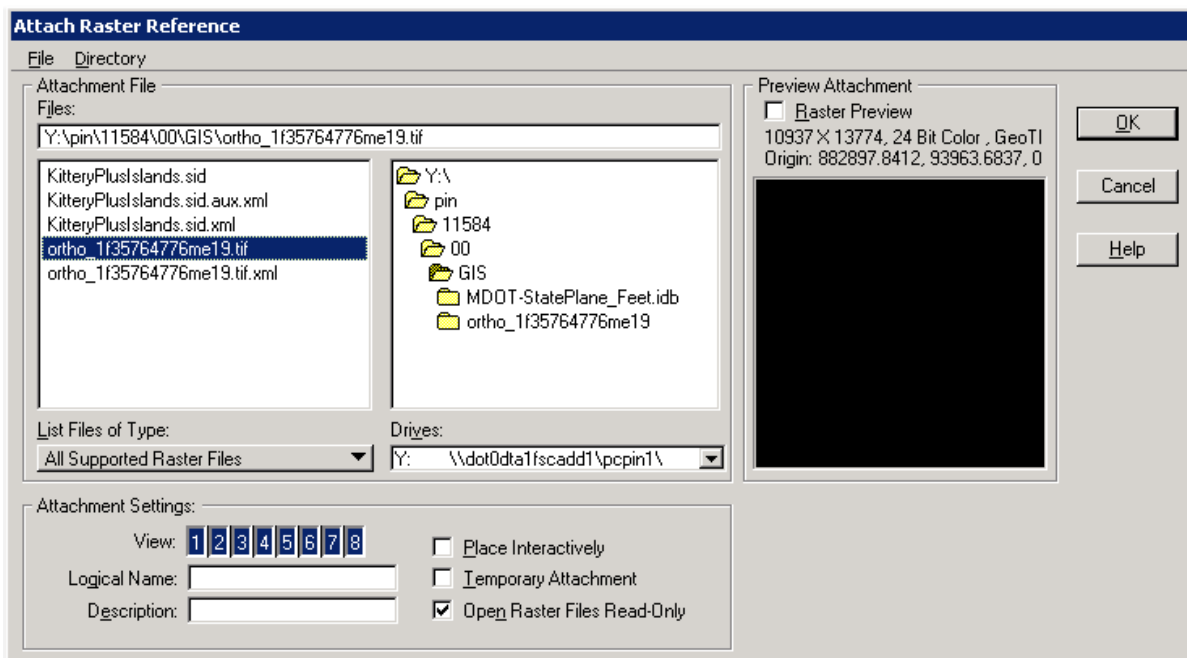 Attach Raster Reference
File Directory
Attachment File
Files:
Y:\pin\11584\00\GIS\ortho_1f35764776me19.tif
KitteryPlusIslands.sid
KitteryPlusIslands.sid.aux.xml
KitteryPlusIslands.sid.xml
ortho_1f35764776me19.tif
ortho_1f35764776me19.tif.xml
List Files of Type:
All Supported Raster Files
Y:\
pin
11584
00
GIS
MDOT-StatePlane_Feet.idb
ortho_1f35764776me19
Drives:
Y: \\dot0dta1fscadd1\pcpin1\
Preview Attachment
Raster Preview
10937 X 13774, 24 Bit Color , GeoTI
Origin: 882897.8412, 93963.6837, 0
OK
Cancel
Help
Attachment Settings:
View: 1 2 3 4 5 6 7 8
Logical Name:
Description:
Place Interactively
Temporary Attachment
Open Raster Files Read-Only